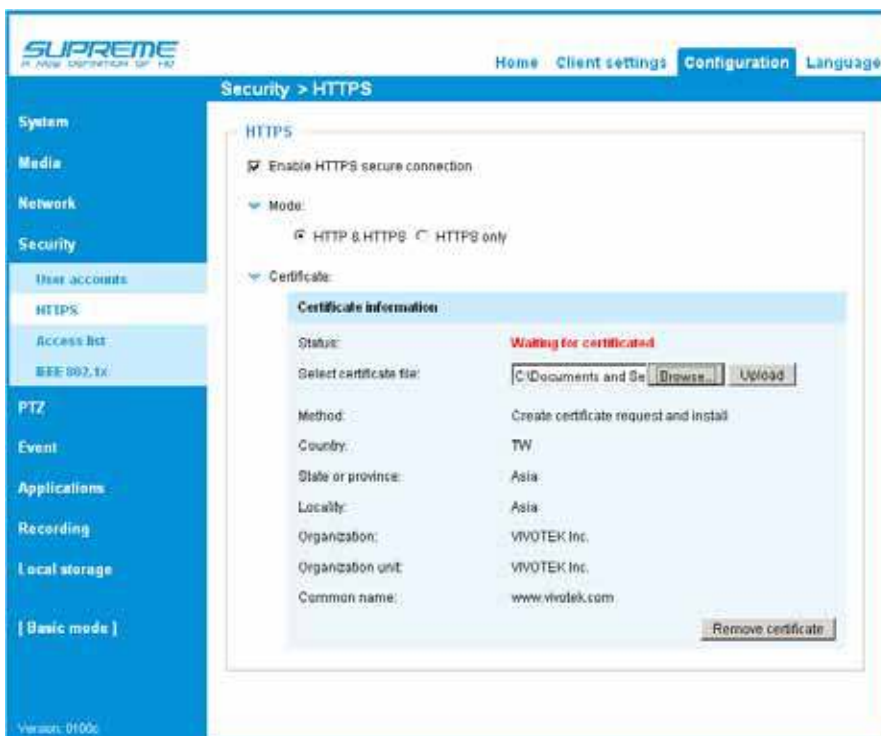 SUPREME
A NEW DEFINITION OF HD
Home Client settings Configuration Language
Security > HTTPS
System
Media
Network
Security
User accounts
HTTPS
Access list
IEEE 802.1x
PTZ
Event
Applications
Recording
Local storage
[ Basic mode ]
Version: 0100c
HTTPS
Enable HTTPS secure connection
Mode:
HTTP & HTTPS HTTPS only
Certificate:
Certificate information
Status: Waiting for certificated
Select certificate file: C:\Documents and Se Browse... Upload
Method: Create certificate request and install
Country: TW
State or province: Asia
Locality: Asia
Organization: VIVOTEK Inc.
Organization unit: VIVOTEK Inc.
Common name: www.vivotek.com
Remove certificate